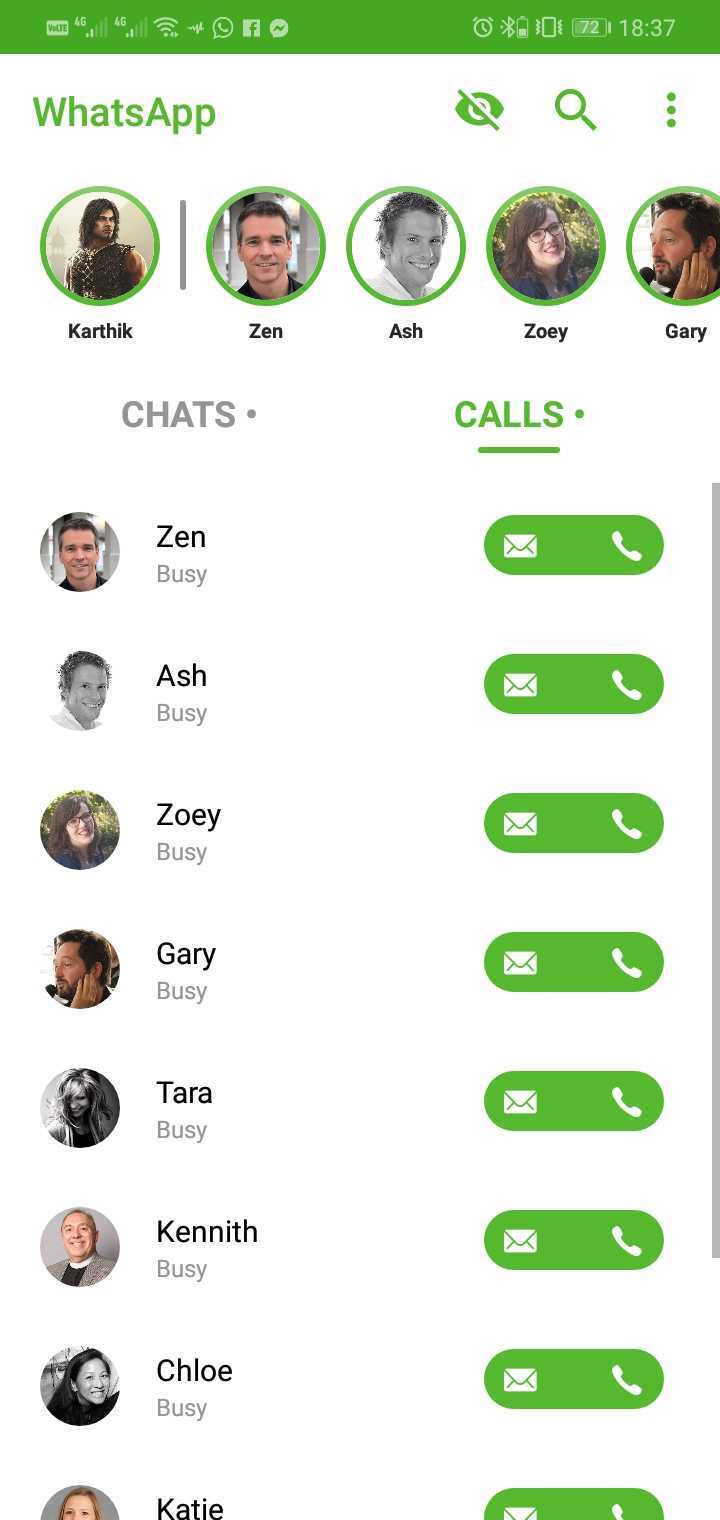 VoLTE 4G 4G 72 18:37
WhatsApp
Karthik Zen Ash Zoey Gary
CHATS • CALLS •
Zen
Busy
Ash
Busy
Zoey
Busy
Gary
Busy
Tara
Busy
Kennith
Busy
Chloe
Busy
Katie